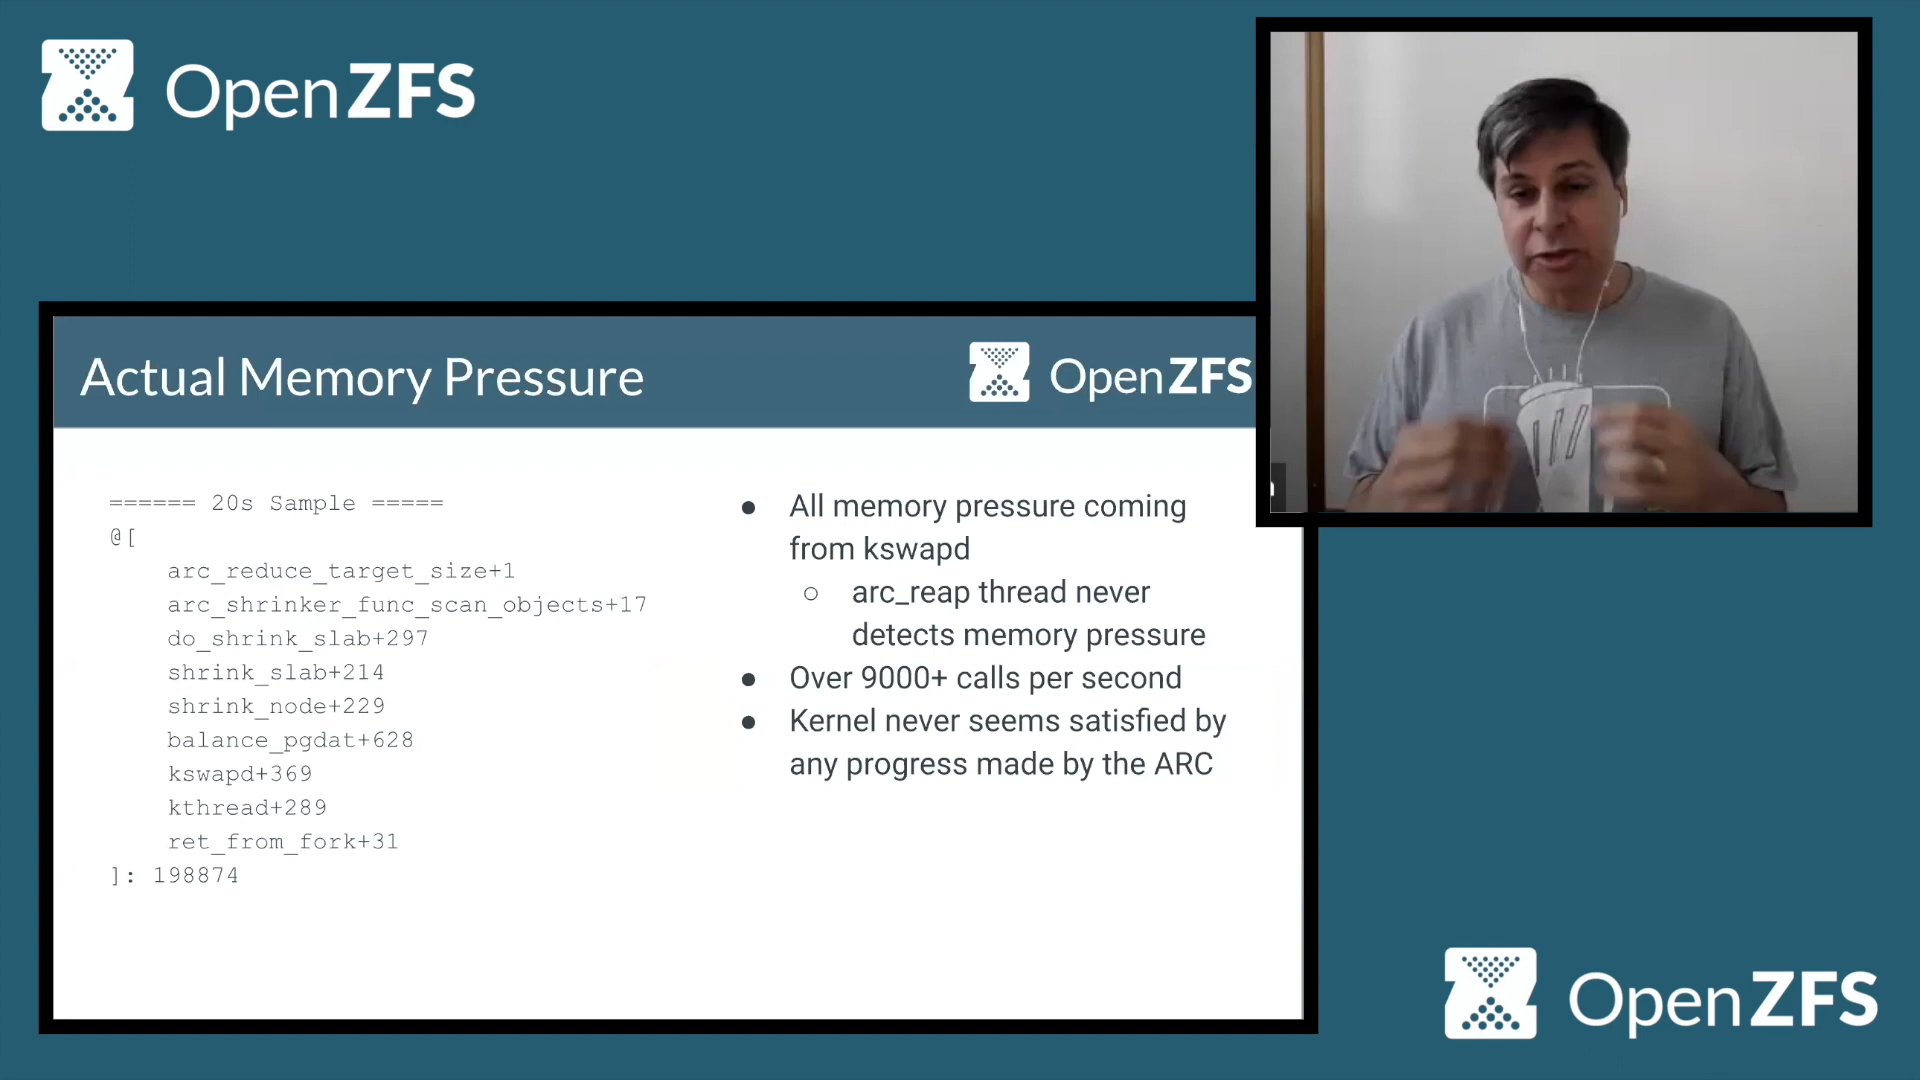 OpenZFS
Actual Memory Pressure
OpenZFS
====== 20s Sample =====
@[
arc_reduce_target_size+1
arc_shrinker_func_scan_objects+17
do_shrink_slab+297
shrink_slab+214
shrink_node+229
balance_pgdat+628
kswapd+369
kthread+289
ret_from_fork+31
]: 198874
● All memory pressure coming
from kswapd
○ arc_reap thread never
detects memory pressure
● Over 9000+ calls per second
● Kernel never seems satisfied by
any progress made by the ARC
OpenZFS